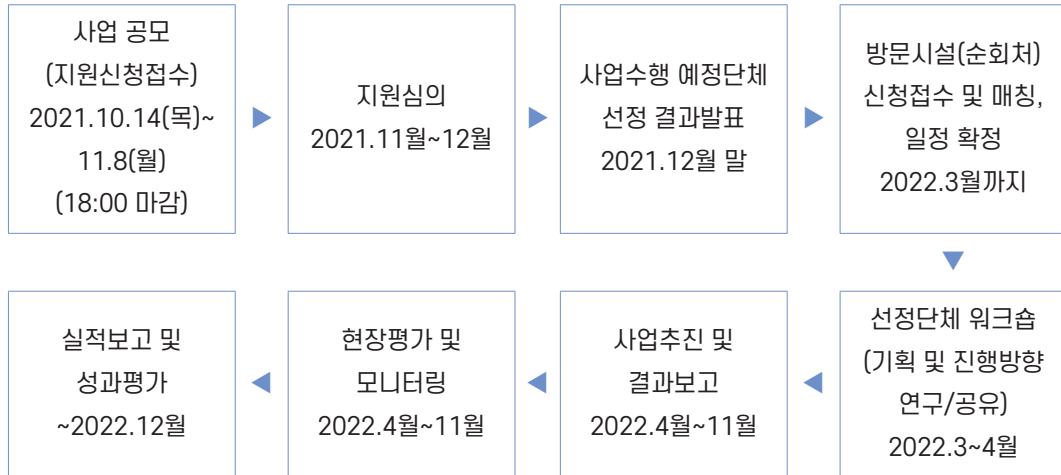 사업 공모
(지원신청접수)
2021.10.14(목)~
11.8(월)
(18:00 마감)
지원심의
2021.11월~12월
사업수행 예정단체
선정 결과발표
2021.12월 말
방문시설(순회처)
신청접수 및 매칭,
일정 확정
2022.3월까지
선정단체 워크숍
(기획 및 진행방향
연구/공유)
2022.3~4월
사업추진 및
결과보고
2022.4월~11월
현장평가 및
모니터링
2022.4월~11월
실적보고 및
성과평가
~2022.12월